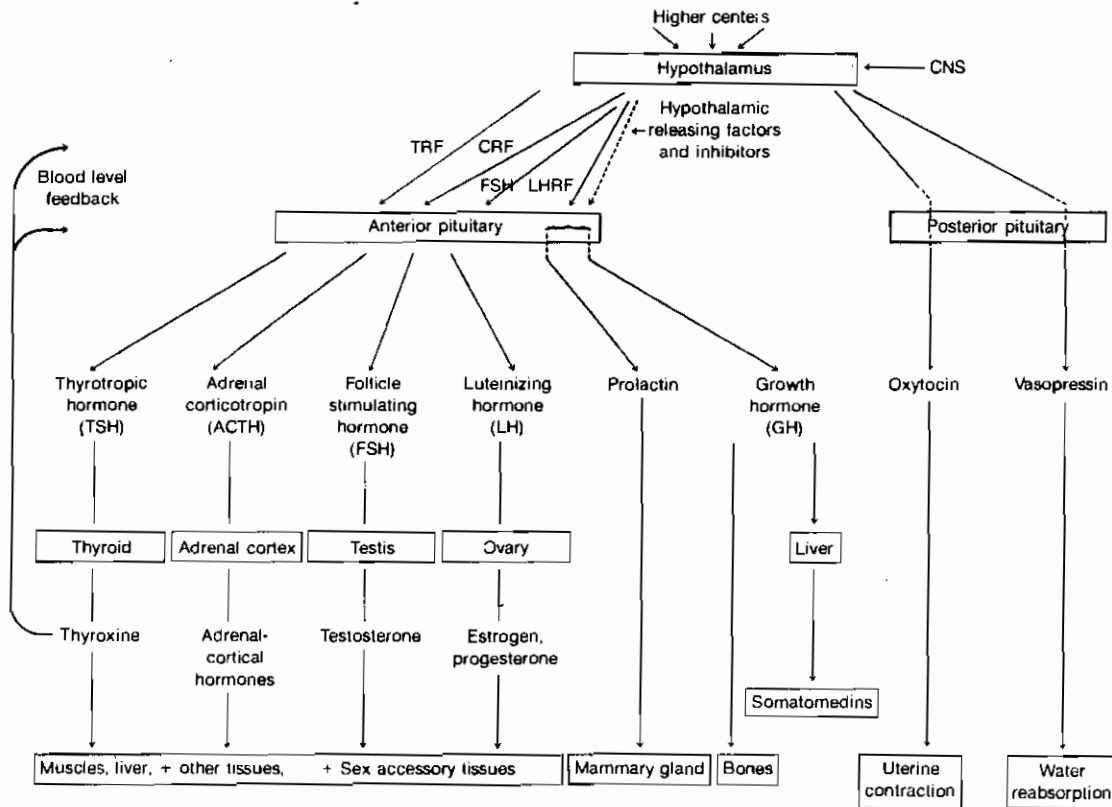 Higher centers
Hypothalamus
CNS
Hypothalamic
releasing factors
and inhibitors
TRF
CRF
FSH
LHRF
Blood level
feedback
Anterior pituitary
Posterior pituitary
Thyrotropic
hormone
(TSH)
Adrenal
corticotropin
(ACTH)
Follicle
stimulating
hormone
(FSH)
Luteinizing
hormone
(LH)
Prolactin
Growth
hormone
(GH)
Oxytocin
Vasopressin
Thyroid
Adrenal cortex
Testis
Ovary
Liver
Thyroxine
Adrenal-
cortical
hormones
Testosterone
Estrogen,
progesterone
Somatomedins
Muscles, liver, + other tissues, + Sex accessory tissues
Mammary gland
Bones
Uterine
contraction
Water
reabsorption